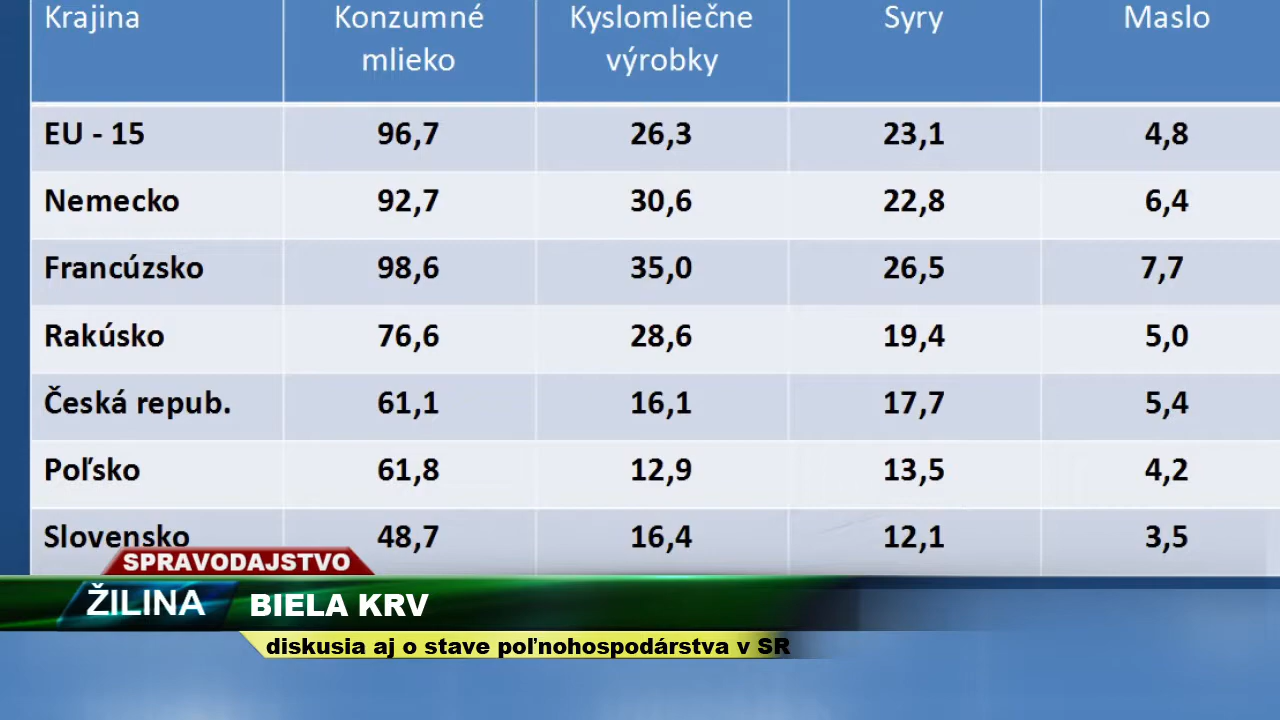 Krajina Konzumné mlieko Kyslomliečne výrobky Syry Maslo
EU - 15 96,7 26,3 23,1 4,8
Nemecko 92,7 30,6 22,8 6,4
Francúzsko 98,6 35,0 26,5 7,7
Rakúsko 76,6 28,6 19,4 5,0
Česká repub. 61,1 16,1 17,7 5,4
Poľsko 61,8 12,9 13,5 4,2
Slovensko 48,7 16,4 12,1 3,5
SPRAVODAJSTVO
ŽILINA BIELA KRV
diskusia aj o stave poľnohospodárstva v SR